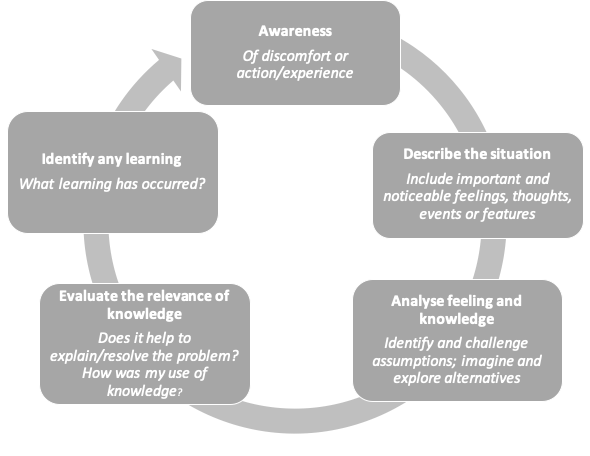 Awareness
Of discomfort or
action/experience
Describe the situation
Include important and
noticeable feelings, thoughts,
events or features
Analyse feeling and
knowledge
Identify and challenge
assumptions; imagine and
explore alternatives
Evaluate the relevance of
knowledge
Does it help to
explain/resolve the problem?
How was my use of
knowledge?
Identify any learning
What learning has occurred?